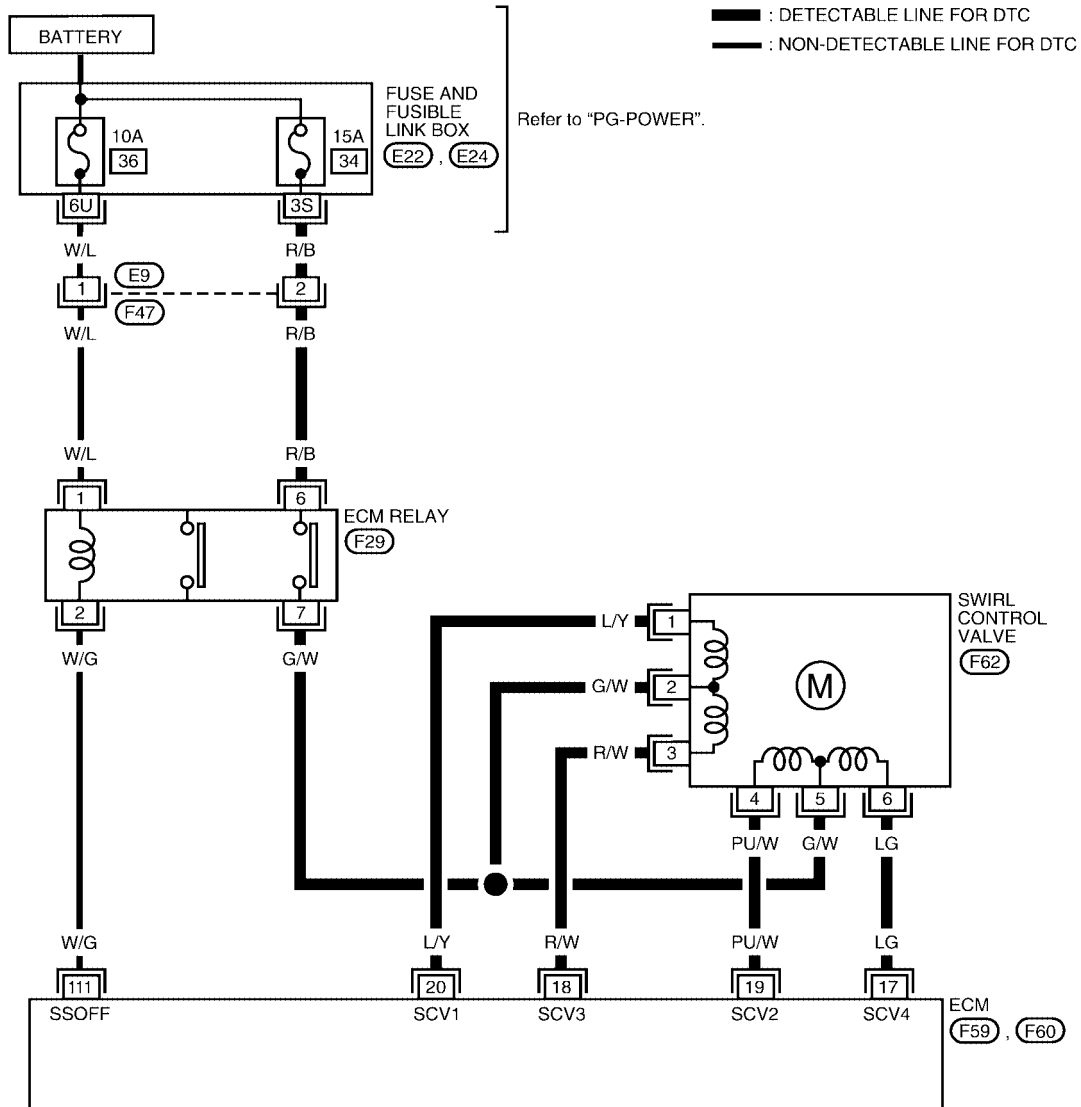 BATTERY
: DETECTABLE LINE FOR DTC
: NON-DETECTABLE LINE FOR DTC
10A
36
15A
34
FUSE AND
FUSIBLE
LINK BOX
E22 , E24
Refer to “PG-POWER”.
6U
3S
W/L
R/B
E9
1
2
F47
W/L
R/B
W/L
R/B
1
6
ECM RELAY
F29
2
7
W/G
G/W
L/Y
1
G/W
2
R/W
3
M
SWIRL
CONTROL
VALVE
F62
4
5
6
PU/W
G/W
LG
W/G
L/Y
R/W
PU/W
LG
111
20
18
19
17
SSOFF
SCV1
SCV3
SCV2
SCV4
ECM
F59 , F60